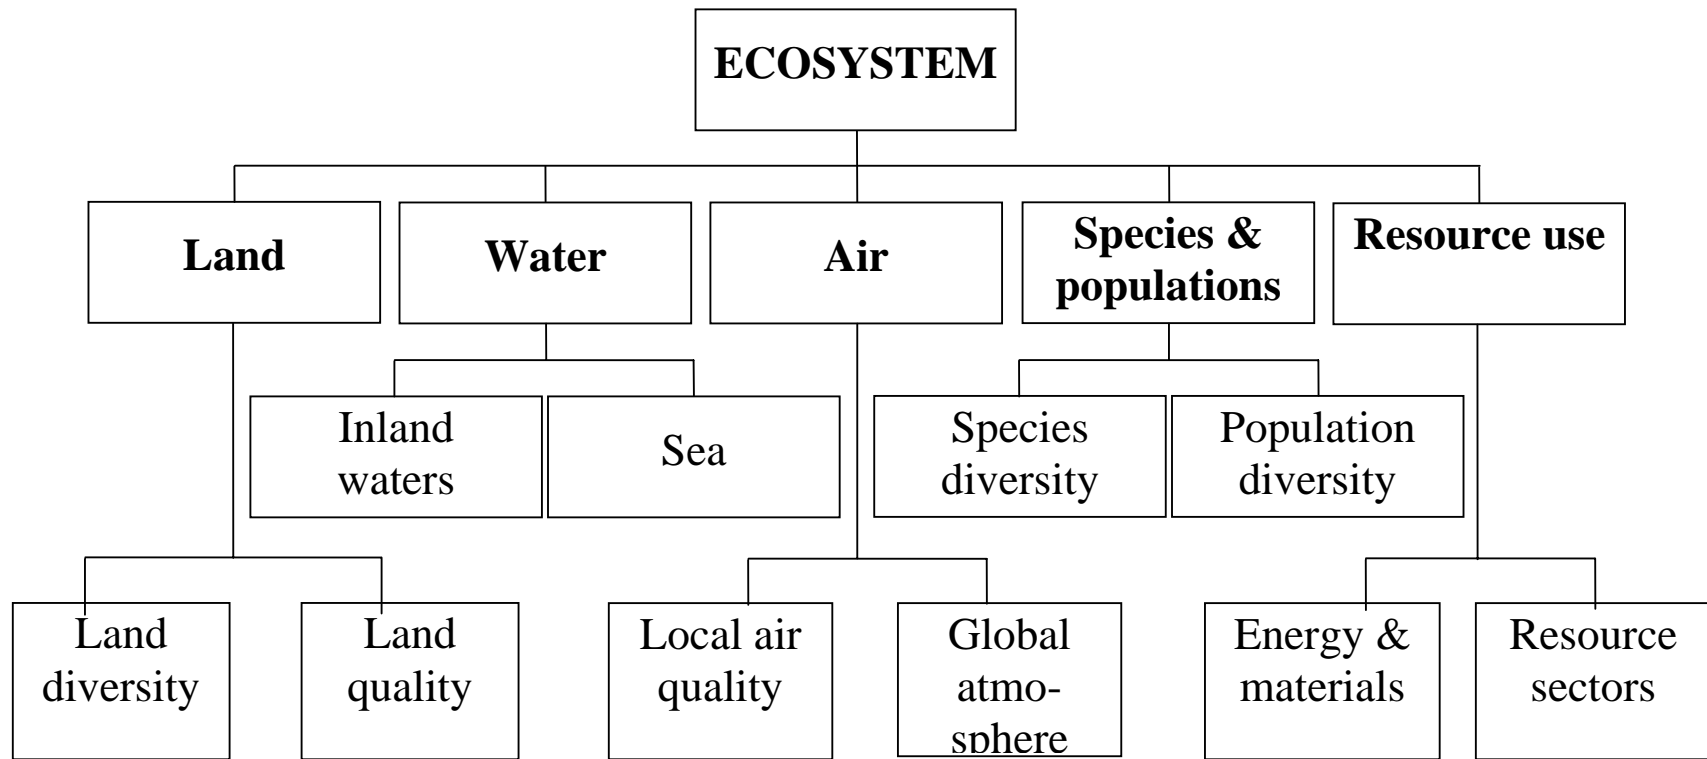 ECOSYSTEM
Land
Water
Air
Species &
populations
Resource use
Inland
waters
Sea
Species
diversity
Population
diversity
Land
diversity
Land
quality
Local air
quality
Global
atmo-
sphere
Energy &
materials
Resource
sectors